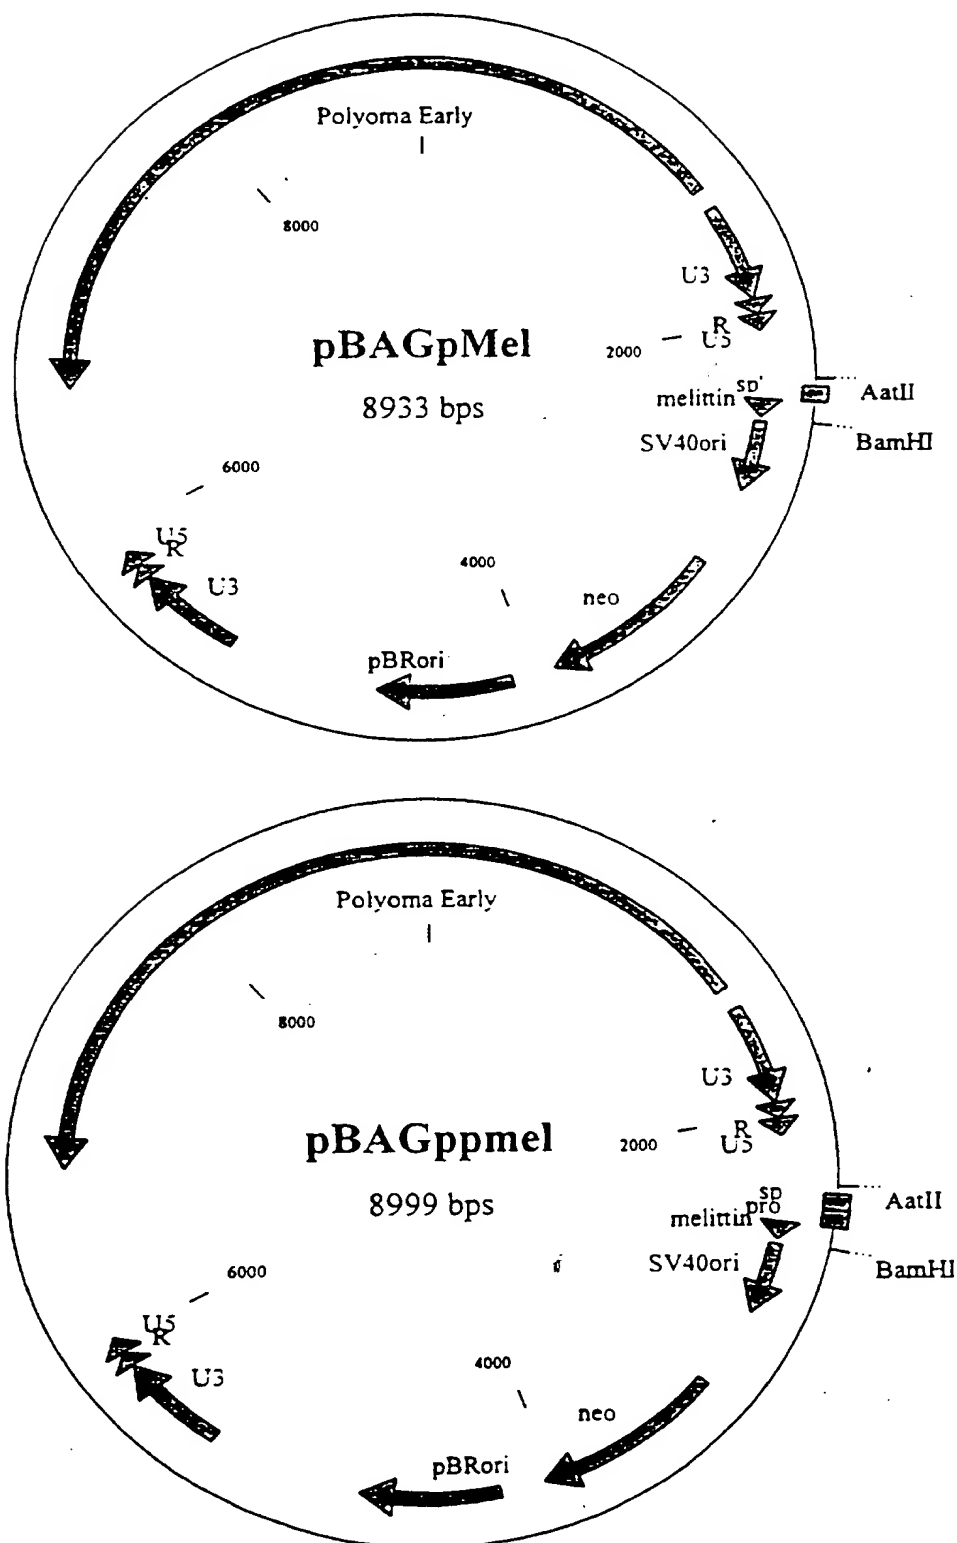 Polyoma Early
8000
U3
R
U5
pBAGpMel
2000
8933 bps
sp'
melittin
AatII
SV40ori
BamHI
6000
U5
R
U3
4000
neo
pBRori
Polyoma Early
8000
U3
R
U5
pBAGppmel
2000
8999 bps
sp
pro
melittin
AatII
SV40ori
BamHI
6000
U5
R
U3
4000
neo
pBRori